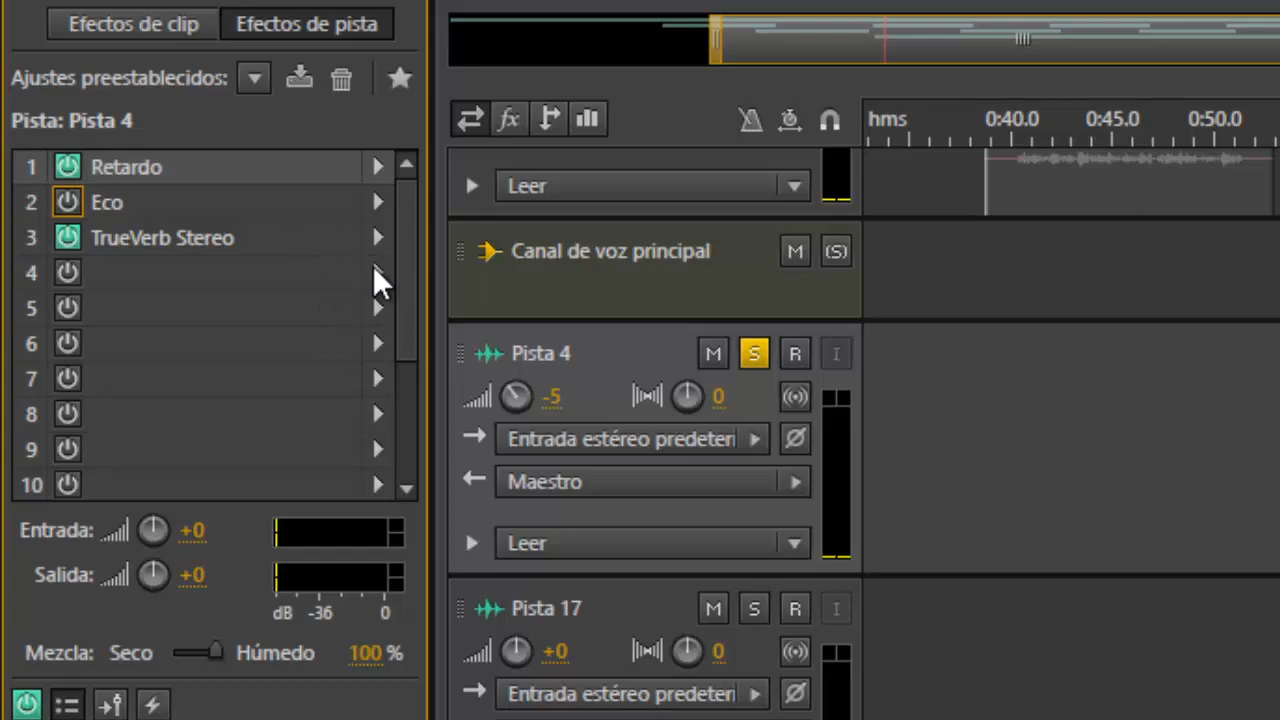 Efectos de clip
Efectos de pista
Ajustes preestablecidos:
Pista: Pista 4
1 Retardo
2 Eco
3 TrueVerb Stereo
4
5
6
7
8
9
10
Entrada: +0
Salida: +0
dB -36 0
Mezcla: Seco Húmedo 100 %
fx
hms 0:40.0 0:45.0 0:50.0
Leer
Canal de voz principal M (S)
Pista 4 M S R I
-5 0
Entrada estéreo predeteri
Maestro
Leer
Pista 17 M S R I
+0 0
Entrada estéreo predeteri